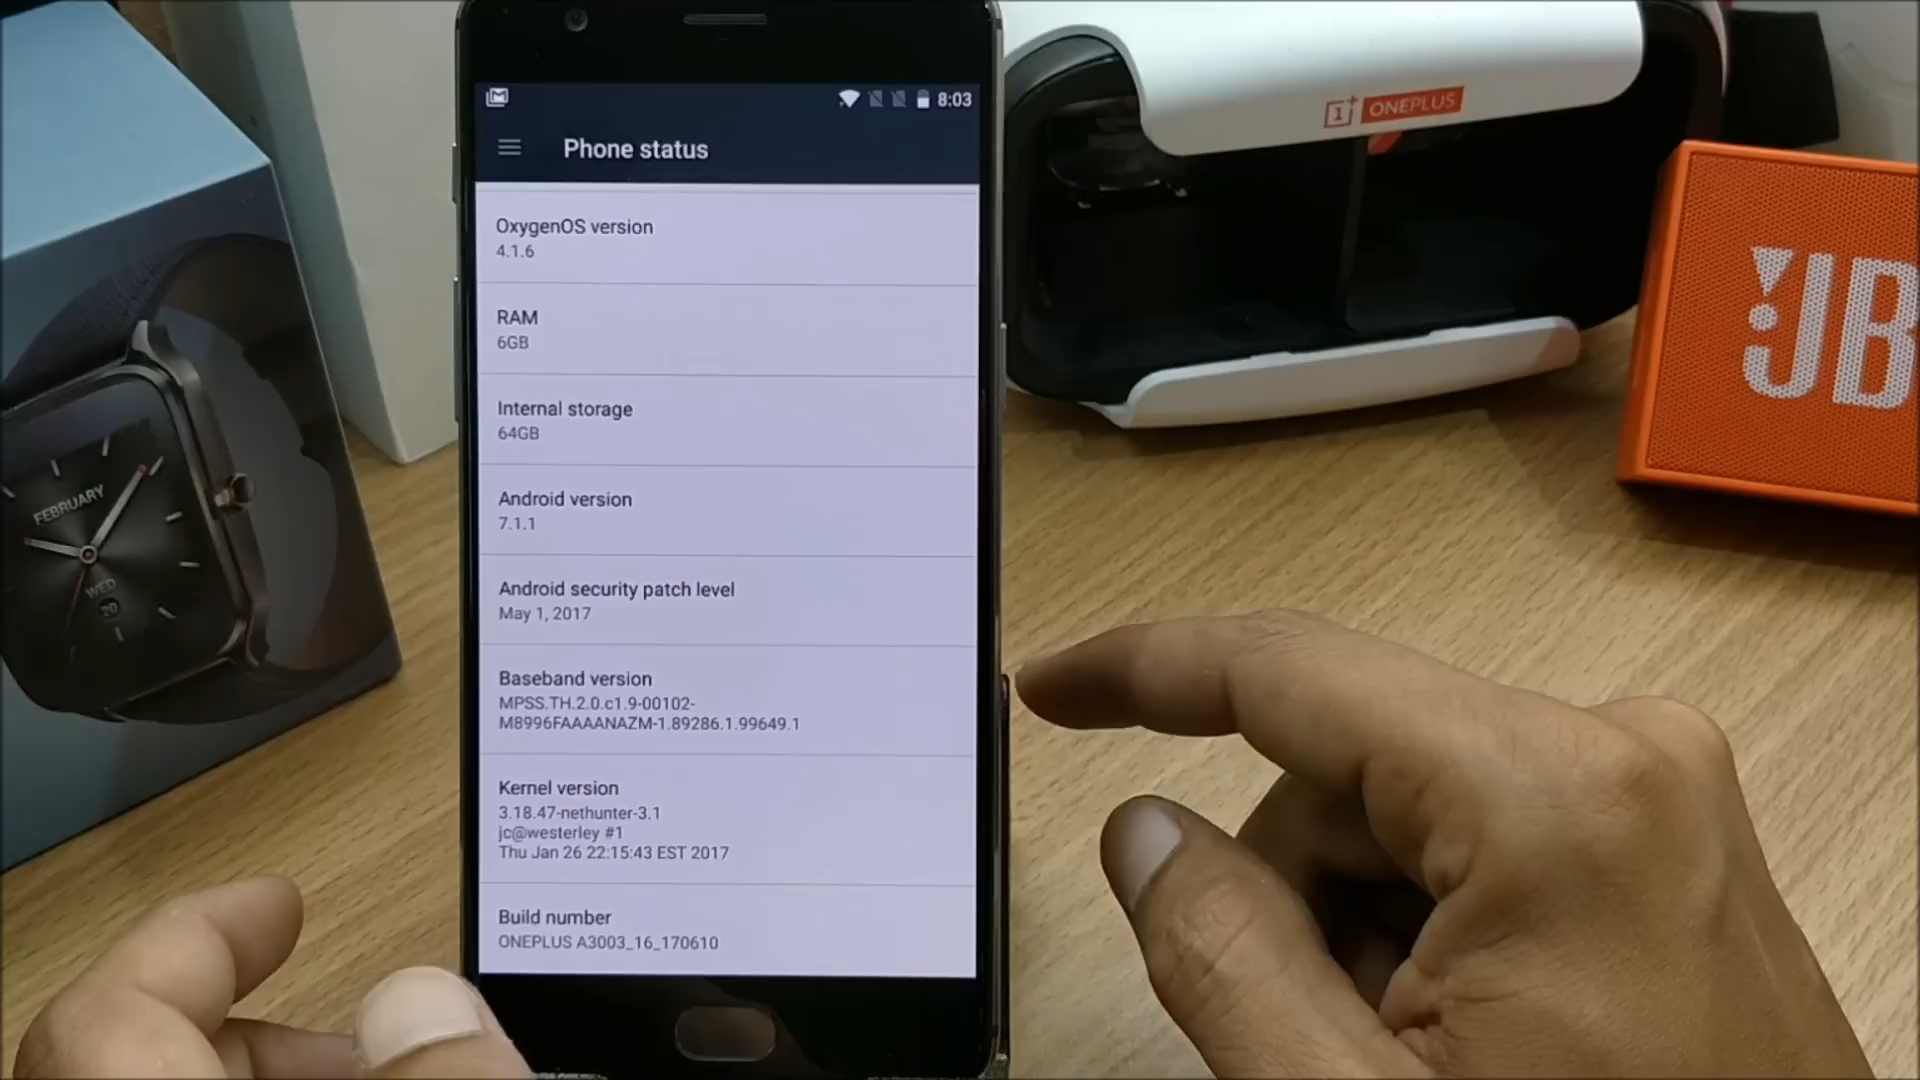 8:03
Phone status
OxygenOS version
4.1.6
RAM
6GB
Internal storage
64GB
Android version
7.1.1
Android security patch level
May 1, 2017
Baseband version
MPSS.TH.2.0.c1.9-00102-
M8996FAAAANAZM-1.89286.1.99649.1
Kernel version
3.18.47-nethunter-3.1
jc@westerley #1
Thu Jan 26 22:15:43 EST 2017
Build number
ONEPLUS A3003_16_170610
FEBRUARY
WED
20
1+ ONEPLUS
JB